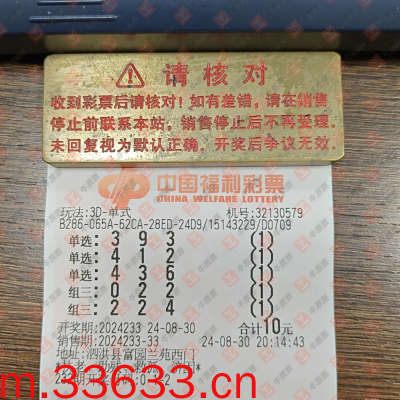 请核对
收到彩票后请核对!如有差错,请在销售
停止前联系本站,销售停止后不再受理.
未回复视为默认正确,开奖后争议无效.
中国福利彩票
CHINA WELFARE LOTTERY
玩法:3D-单式 机号:32130579
B286-065A-62CA-28ED-24D9/15143229/D0709
单选: 3 9 3 (1)
单选: 4 1 2 (1)
单选: 4 3 6 (1)
组三: 0 2 2 (1)
组三: 2 2 4 (1)
开奖期:2024233 24-08-30 合计10元
销售期:2024233-33 24-08-30 20:14:43
地址:泗洪县富园兰苑西门
m.33633.cn